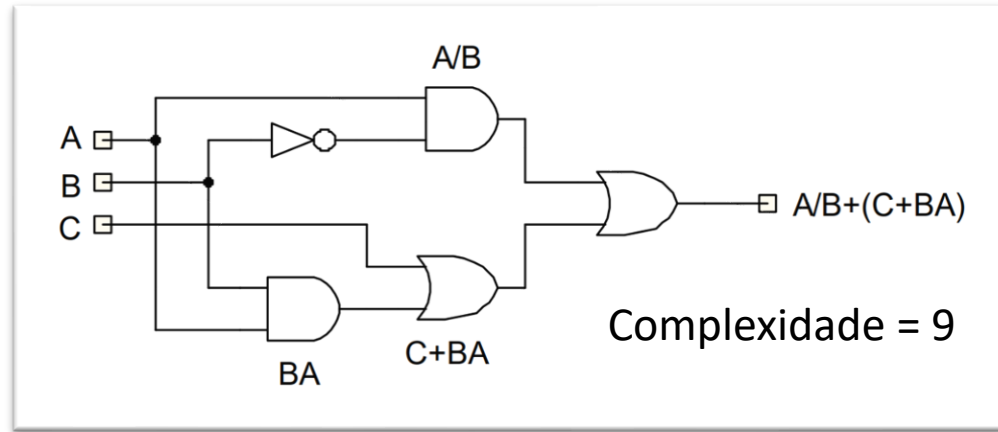 A/B
A
B
C
A/B+(C+BA)
Complexidade = 9
C+BA
BA